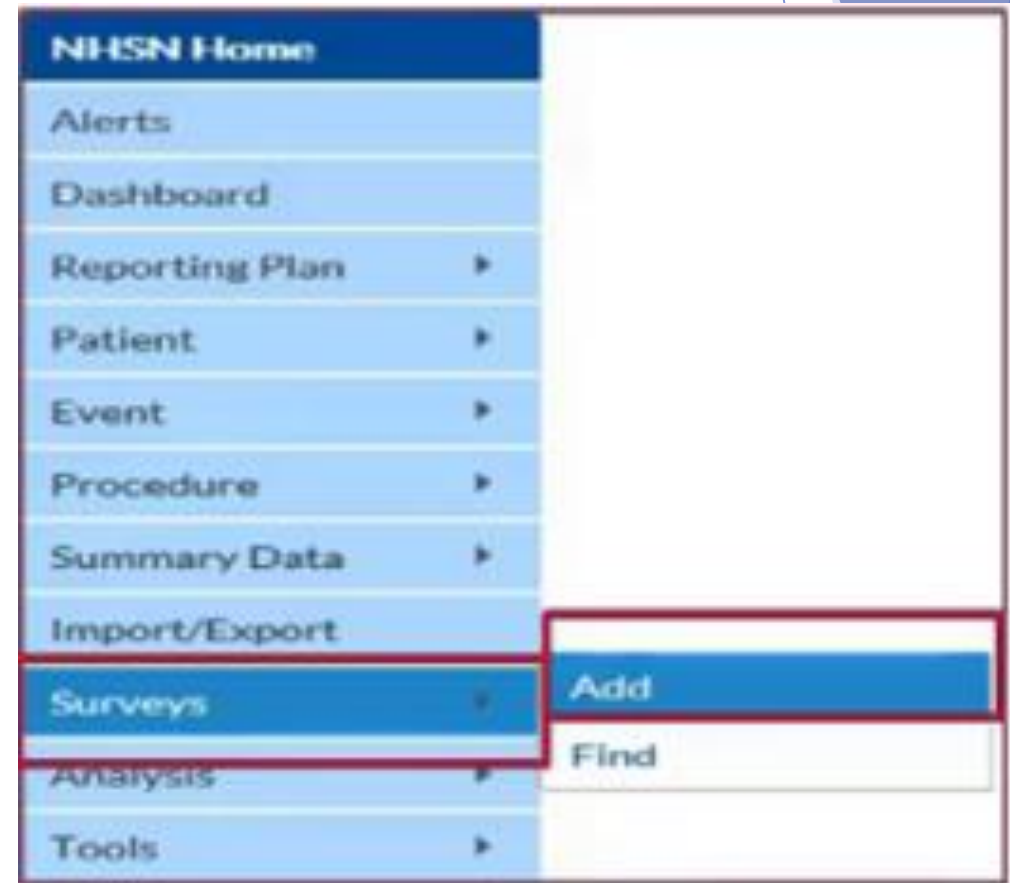 NHSN Home
Alerts
Dashboard
Reporting Plan
Patient
Event
Procedure
Summary Data
Import/Export
Surveys
Add
Find
Analysis
Tools